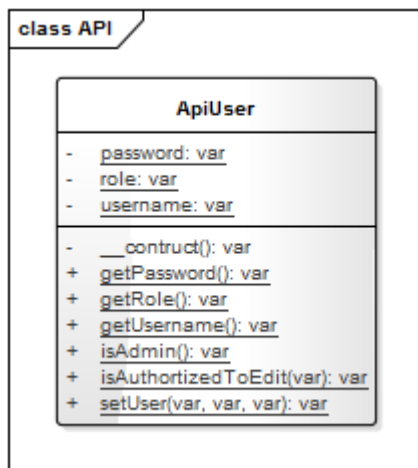 class API
ApiUser
- password: var
- role: var
- username: var
- __contruct(): var
+ getPassword(): var
+ getRole(): var
+ getUsername(): var
+ isAdmin(): var
+ isAuthortizedToEdit(var): var
+ setUser(var, var, var): var